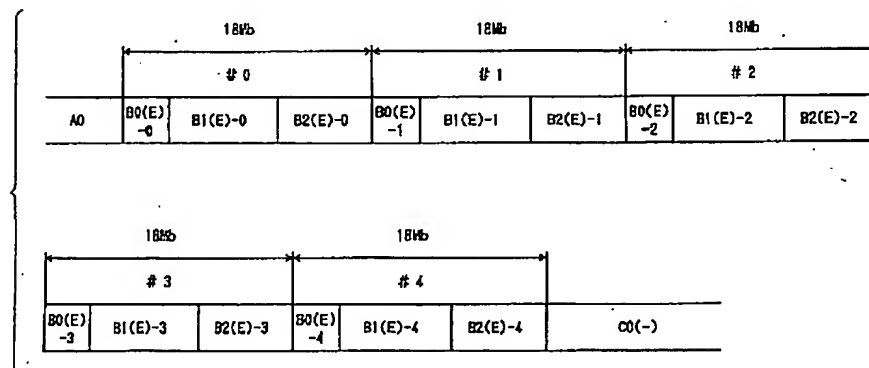 18Mb 18Mb 18Mb
# 0 # 1 # 2
A0 B0(E)-0 B1(E)-0 B2(E)-0 B0(E)-1 B1(E)-1 B2(E)-1 B0(E)-2 B1(E)-2 B2(E)-2
18Mb 18Mb
# 3 # 4
B0(E)-3 B1(E)-3 B2(E)-3 B0(E)-4 B1(E)-4 B2(E)-4 C0(-)